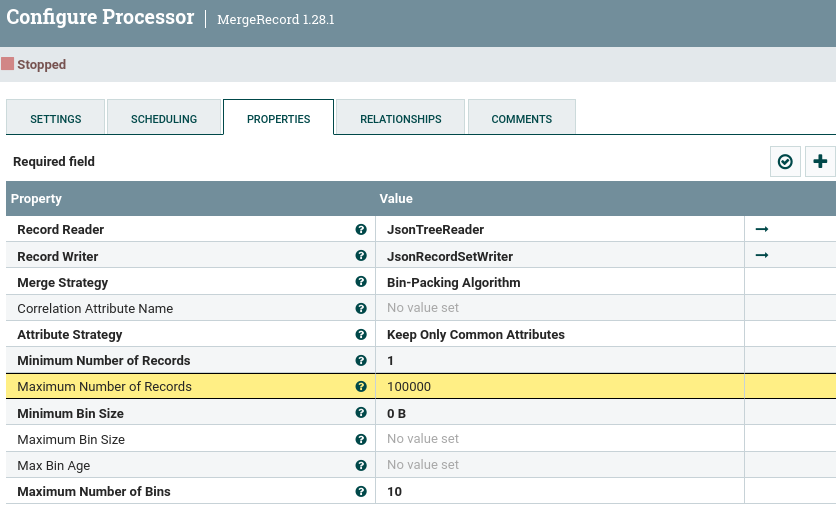 Configure Processor | MergeRecord 1.28.1
Stopped
SETTINGS SCHEDULING PROPERTIES RELATIONSHIPS COMMENTS
Required field
Property Value
Record Reader JsonTreeReader
Record Writer JsonRecordSetWriter
Merge Strategy Bin-Packing Algorithm
Correlation Attribute Name No value set
Attribute Strategy Keep Only Common Attributes
Minimum Number of Records 1
Maximum Number of Records 100000
Minimum Bin Size 0 B
Maximum Bin Size No value set
Max Bin Age No value set
Maximum Number of Bins 10